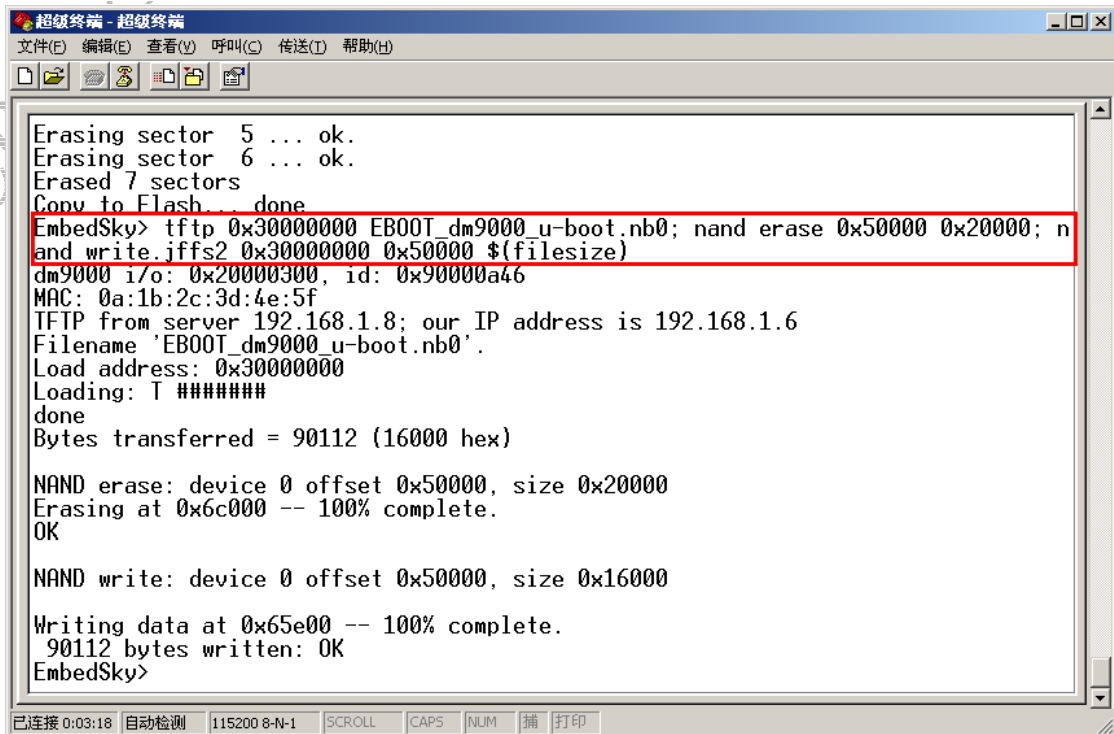 超级终端 - 超级终端
文件(F) 编辑(E) 查看(V) 呼叫(C) 传送(T) 帮助(H)
Erasing sector  5 ... ok.
Erasing sector  6 ... ok.
Erased 7 sectors
Copy to Flash... done
EmbedSky> tftp 0x30000000 EBOOT_dm9000_u-boot.nb0; nand erase 0x50000 0x20000; n
and write.jffs2 0x30000000 0x50000 $(filesize)
dm9000 i/o: 0x20000300, id: 0x90000a46
MAC: 0a:1b:2c:3d:4e:5f
TFTP from server 192.168.1.8; our IP address is 192.168.1.6
Filename 'EBOOT_dm9000_u-boot.nb0'.
Load address: 0x30000000
Loading: T #######
done
Bytes transferred = 90112 (16000 hex)
NAND erase: device 0 offset 0x50000, size 0x20000
Erasing at 0x6c000 -- 100% complete.
OK
NAND write: device 0 offset 0x50000, size 0x16000
Writing data at 0x65e00 -- 100% complete.
 90112 bytes written: OK
EmbedSky>
已连接 0:03:18 自动检测 115200 8-N-1 SCROLL CAPS NUM 捕 打印